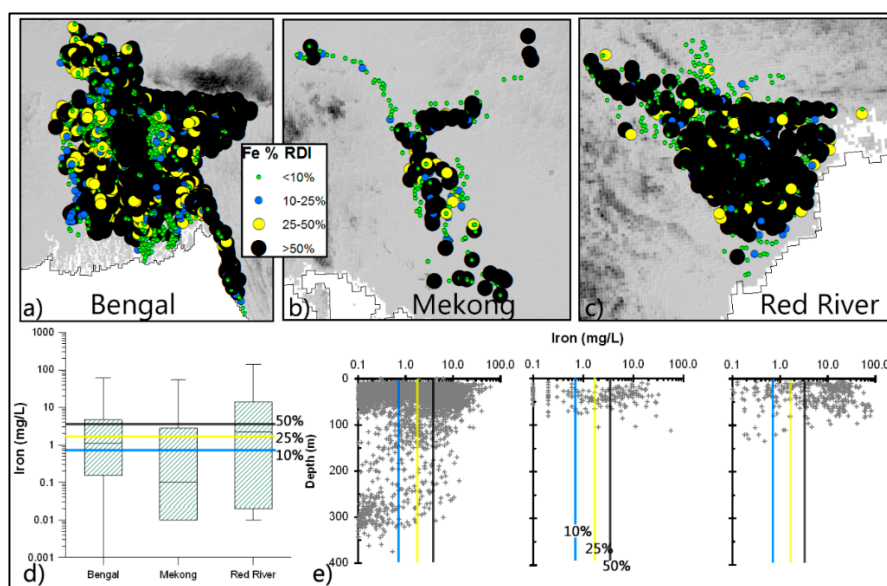 Fe % RDI
<10%
10-25%
25-50%
>50%
a) Bengal
b) Mekong
c) Red River
1000
100
10
1
0.1
0.01
0.001
Iron (mg/L)
50%
25%
10%
Bengal
Mekong
Red River
d)
Iron (mg/L)
0.1 1.0 10.0
0.1 1.0 10.0 100.0
0.1 1.0 10.0 100.0
0
100
200
300
400
Depth (m)
10%
25%
50%
e)